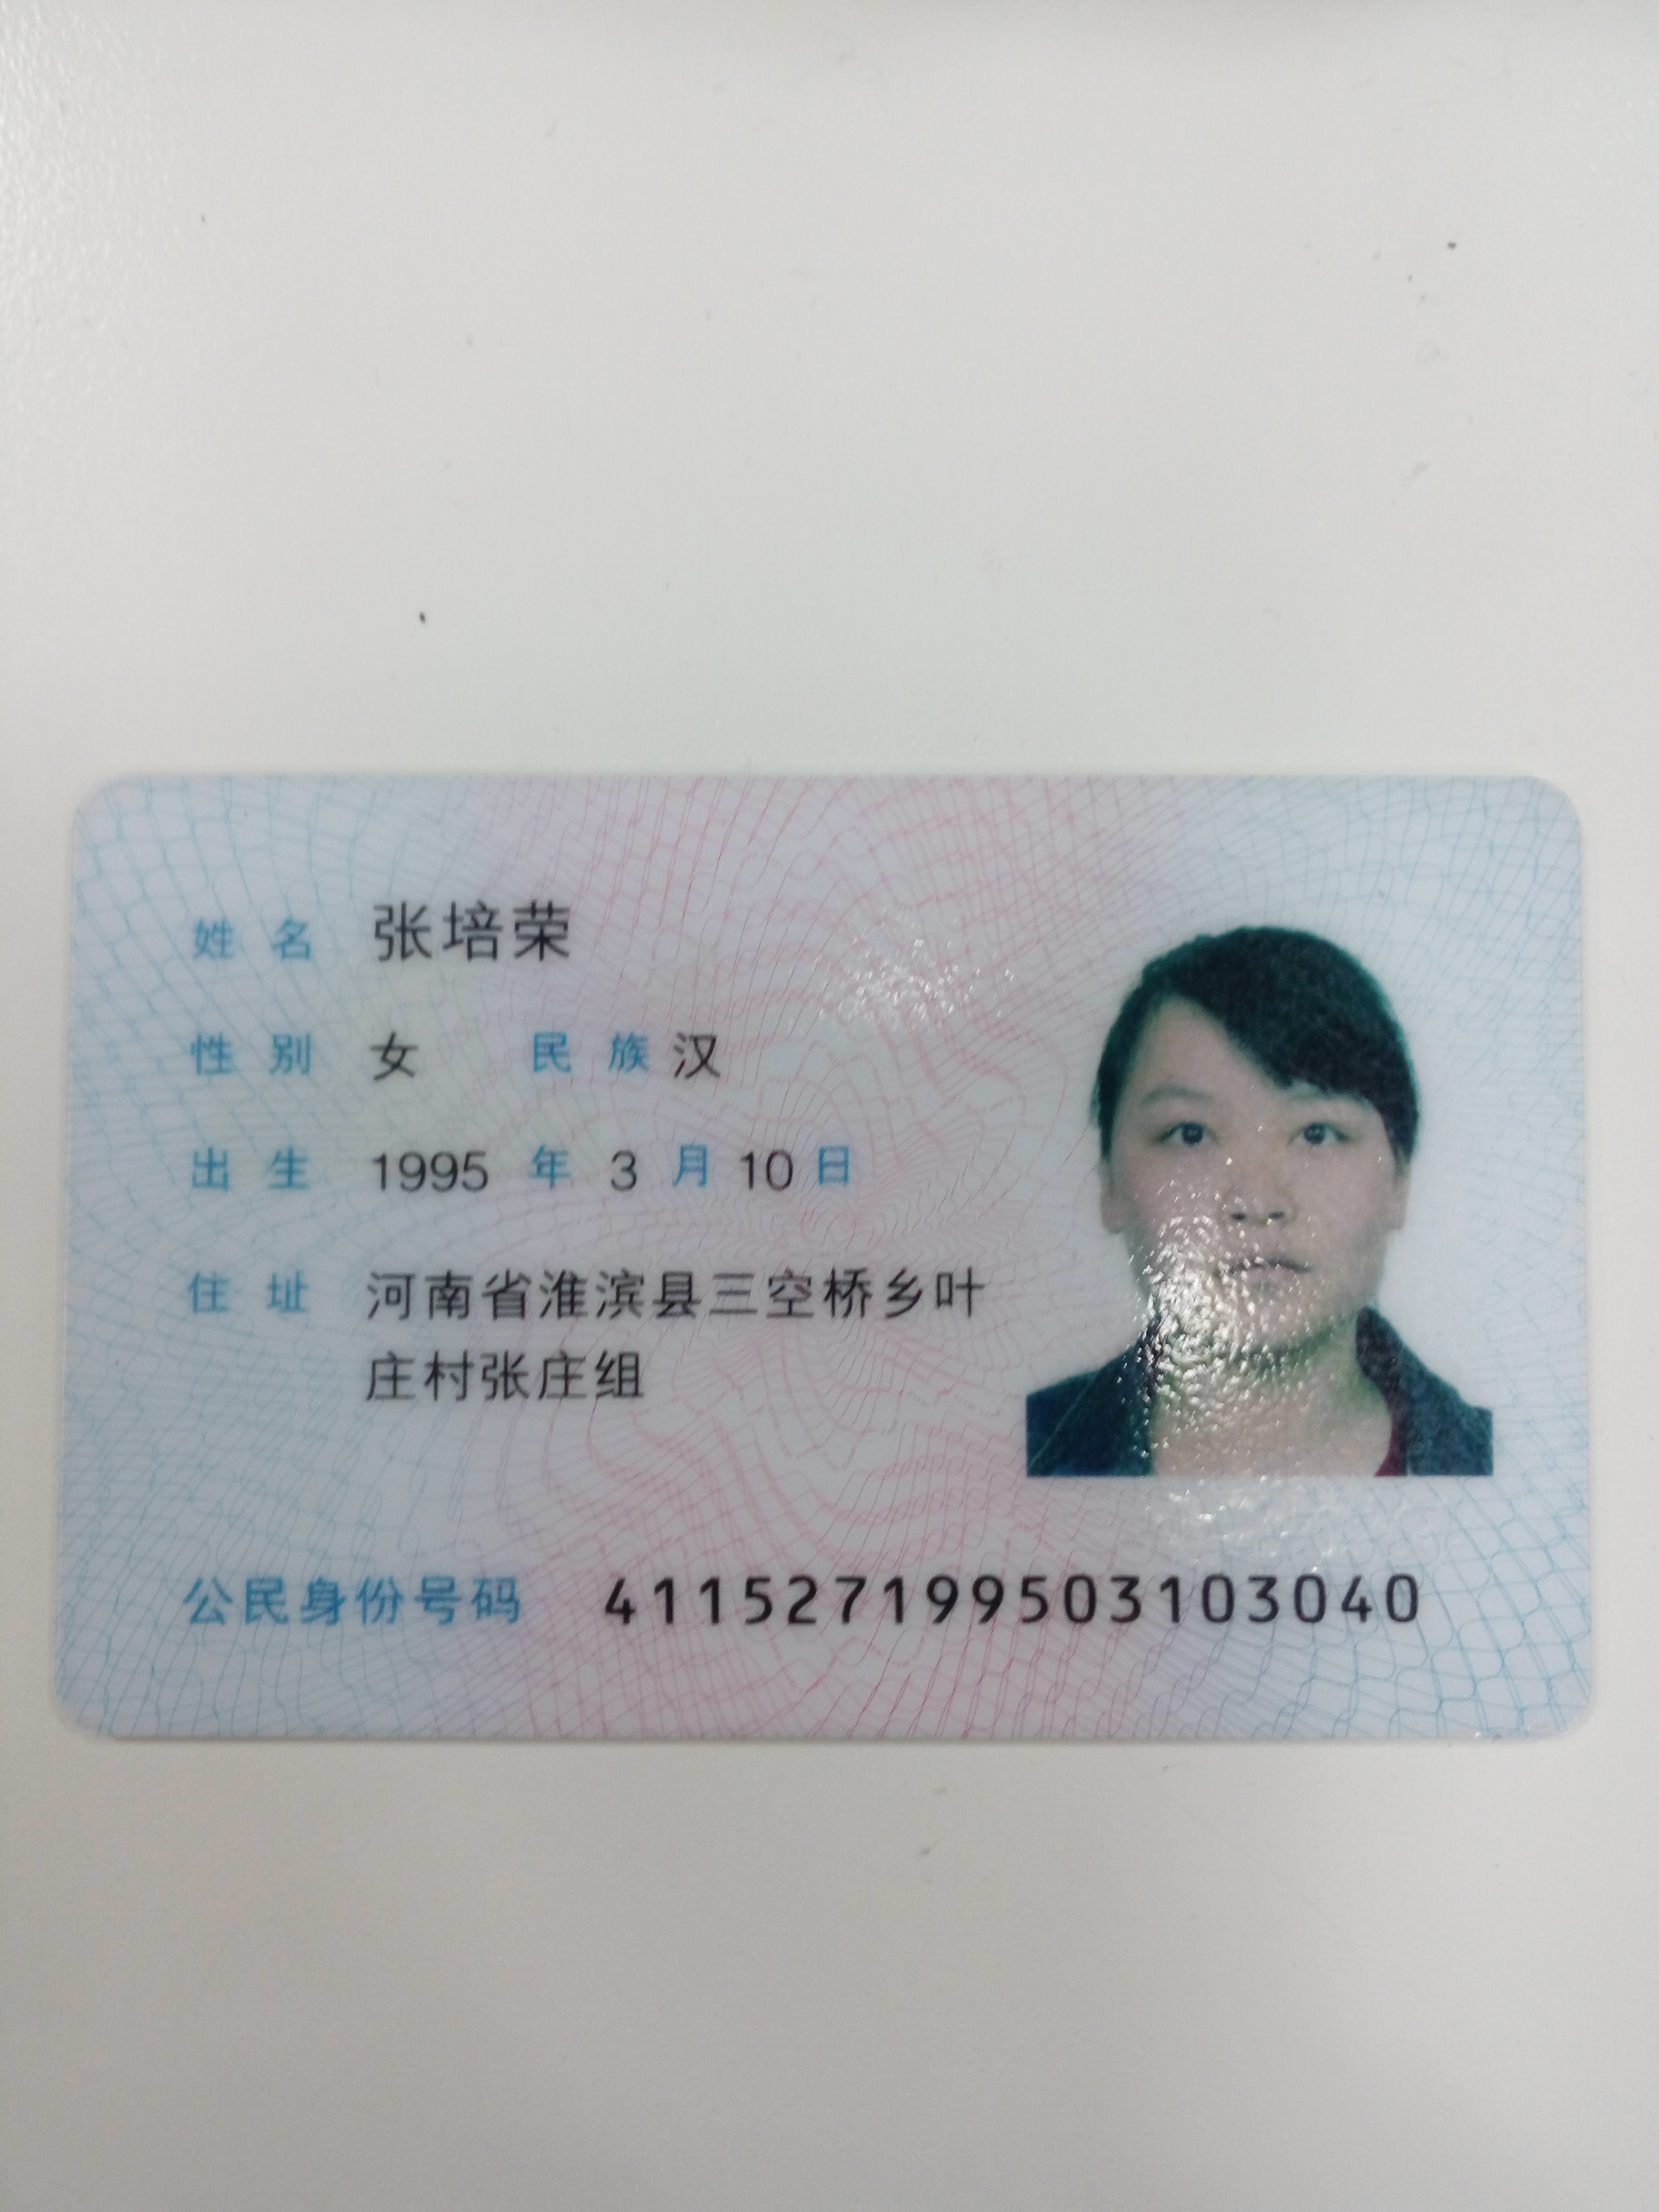 姓名 张培荣
性别 女 民族 汉
出生 1995 年 3 月 10 日
住址 河南省淮滨县三空桥乡叶
庄村张庄组
公民身份号码 411527199503103040